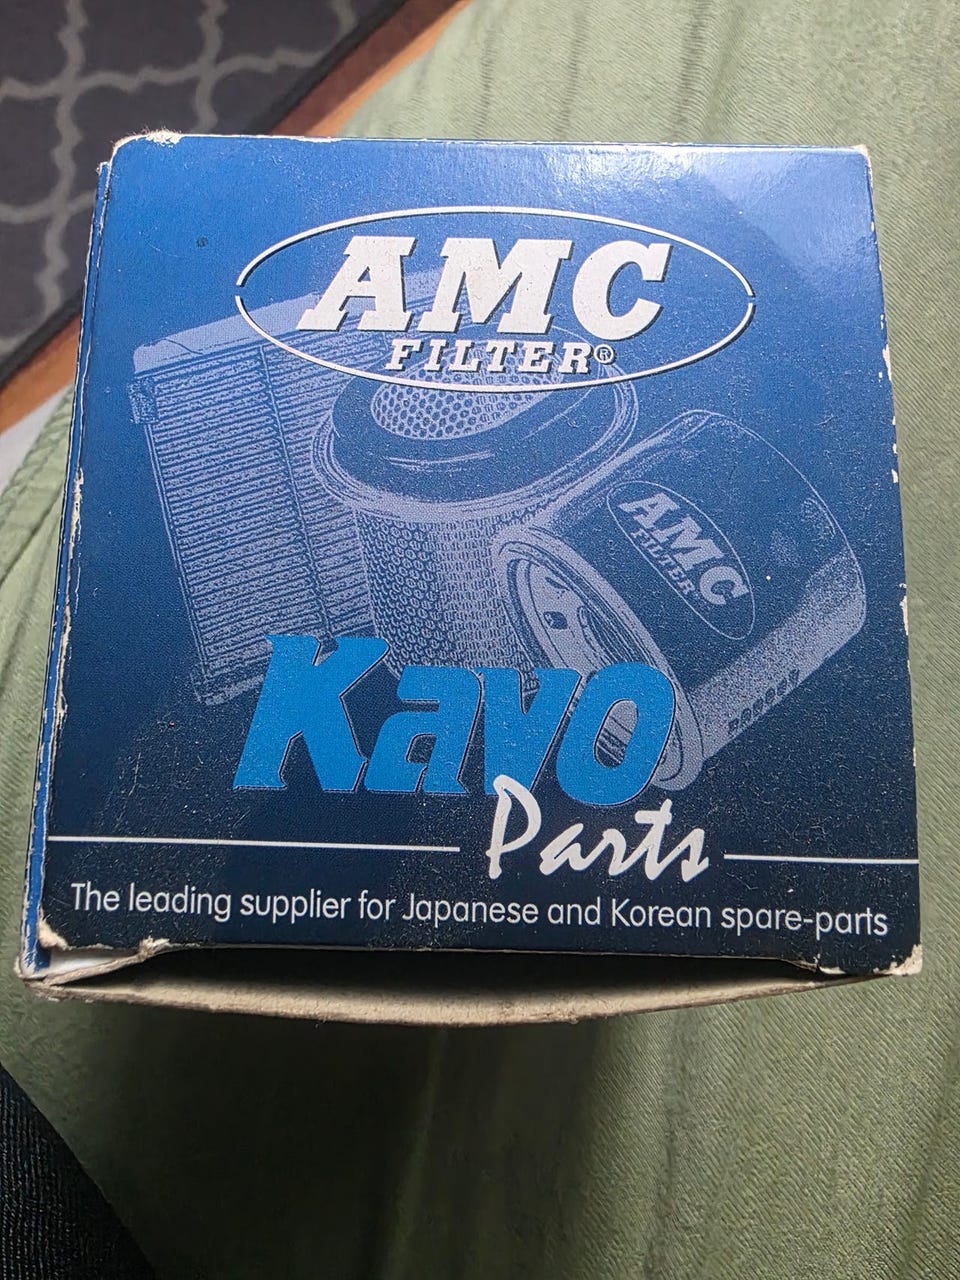 AMC
FILTER®
AMC
FILTER
Kavo
Parts
The leading supplier for Japanese and Korean spare-parts